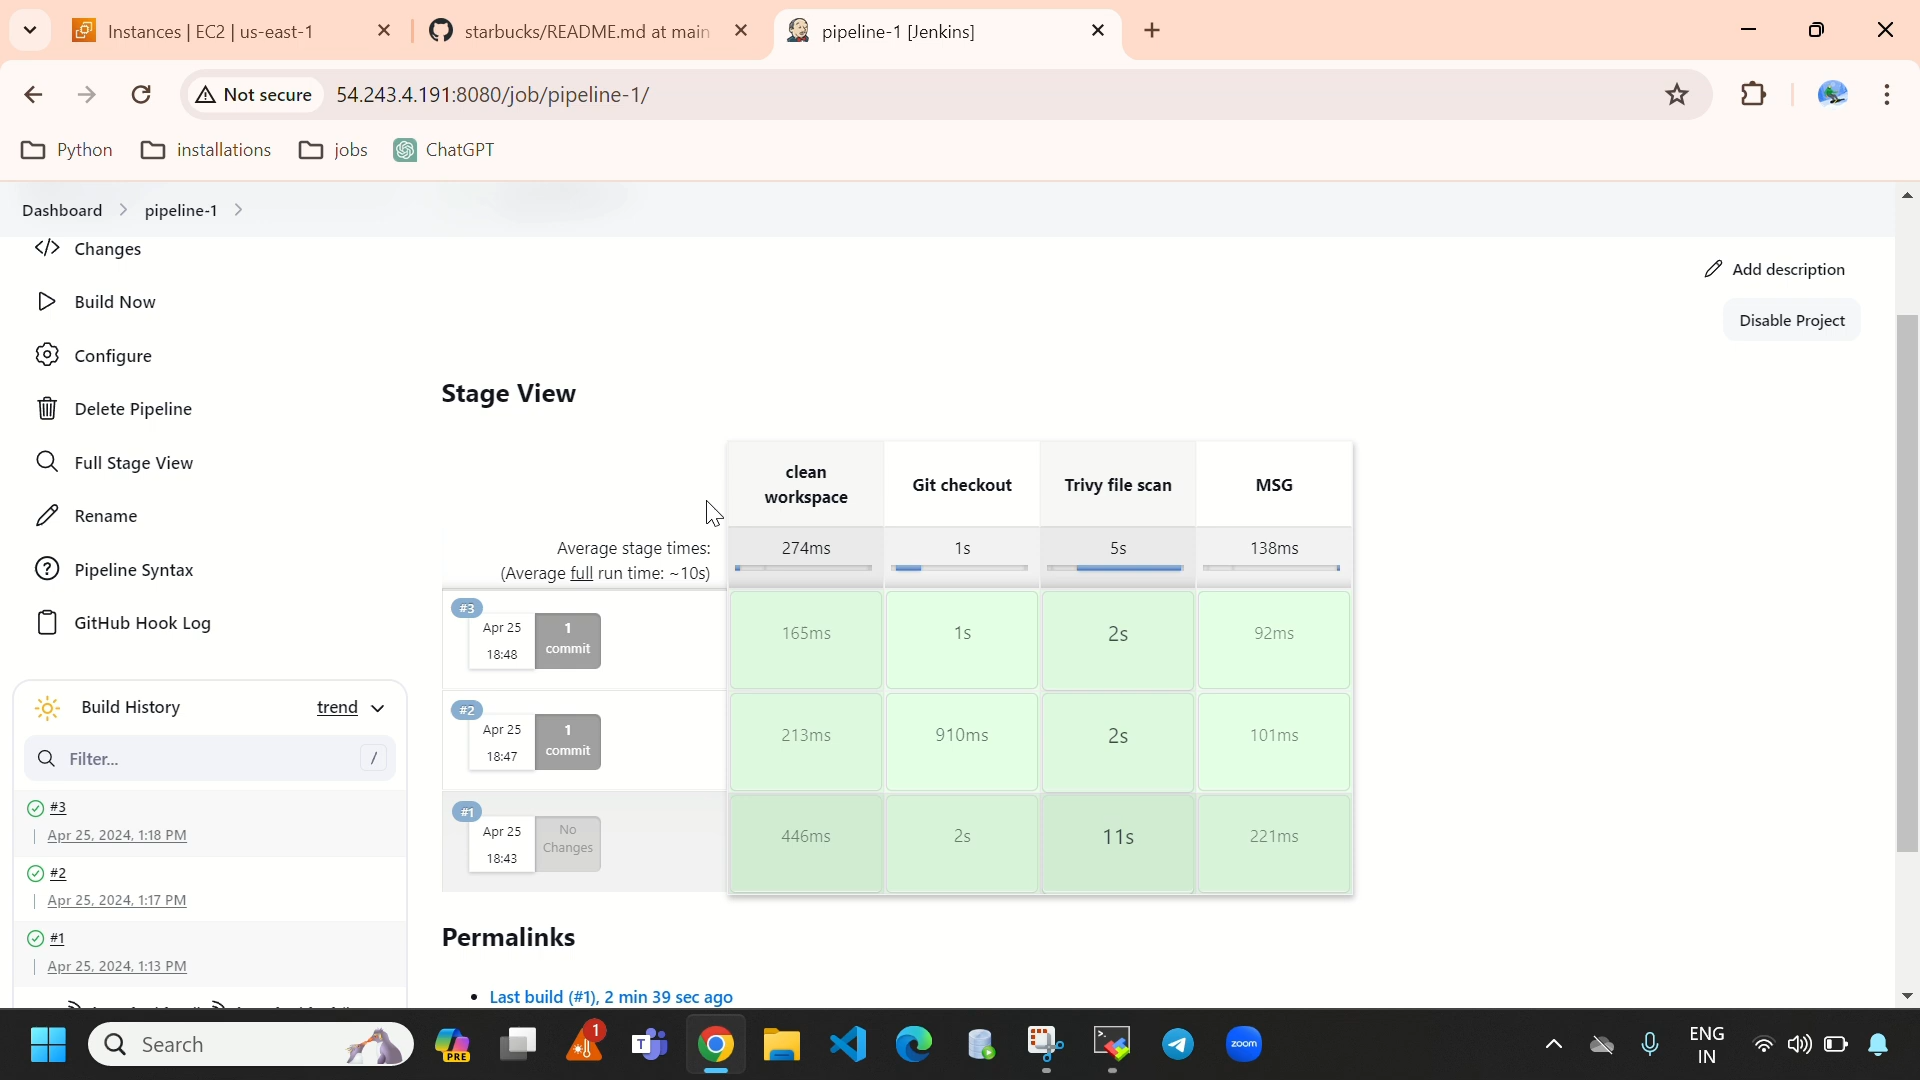 Instances | EC2 | us-east-1
starbucks/README.md at main
pipeline-1 [Jenkins]
Not secure
54.243.4.191:8080/job/pipeline-1/
Python
installations
jobs
ChatGPT
Dashboard
pipeline-1
Changes
Build Now
Configure
Delete Pipeline
Full Stage View
Rename
Pipeline Syntax
GitHub Hook Log
Build History
trend
Filter...
/
#3
Apr 25, 2024, 1:18 PM
#2
Apr 25, 2024, 1:17 PM
#1
Apr 25, 2024, 1:13 PM
Add description
Disable Project
Stage View
clean
workspace
Git checkout
Trivy file scan
MSG
Average stage times:
(Average full run time: ~10s)
274ms
1s
5s
138ms
#3
Apr 25
18:48
1
commit
165ms
1s
2s
92ms
#2
Apr 25
18:47
1
commit
213ms
910ms
2s
101ms
#1
Apr 25
18:43
No
Changes
446ms
2s
11s
221ms
Permalinks
Last build (#1), 2 min 39 sec ago
Search
PRE
1
T
zoom
ENG
IN